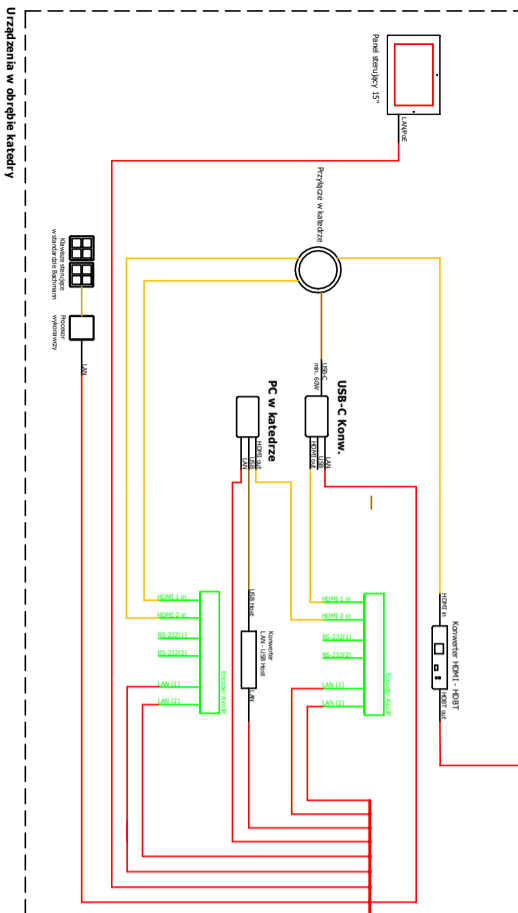 Urządzenia w obrębie katedry
Panel sterujący 15"
LAN/PoE
Przyłącze w katedrze
Klawisze sterujące
w standardzie Bachmann
Procesor
wykonawczy
LAN
USB-C
min. 60W
USB-C Konw.
LAN
USB
HDMI out
PC w katedrze
HDMI out
USB
LAN
HDMI 1 in
HDMI 2 in
RS-232(1)
RS-232(2)
LAN (1)
LAN (2)
Encoder AVoIP
USB Host
Konwerter
LAN - USB Host
LAN
HDMI 1 in
HDMI 2 in
RS-232(1)
RS-232(2)
LAN (1)
LAN (2)
Encoder AVoIP
HDMI in
Konwerter HDMI - HDBT
HDBT out